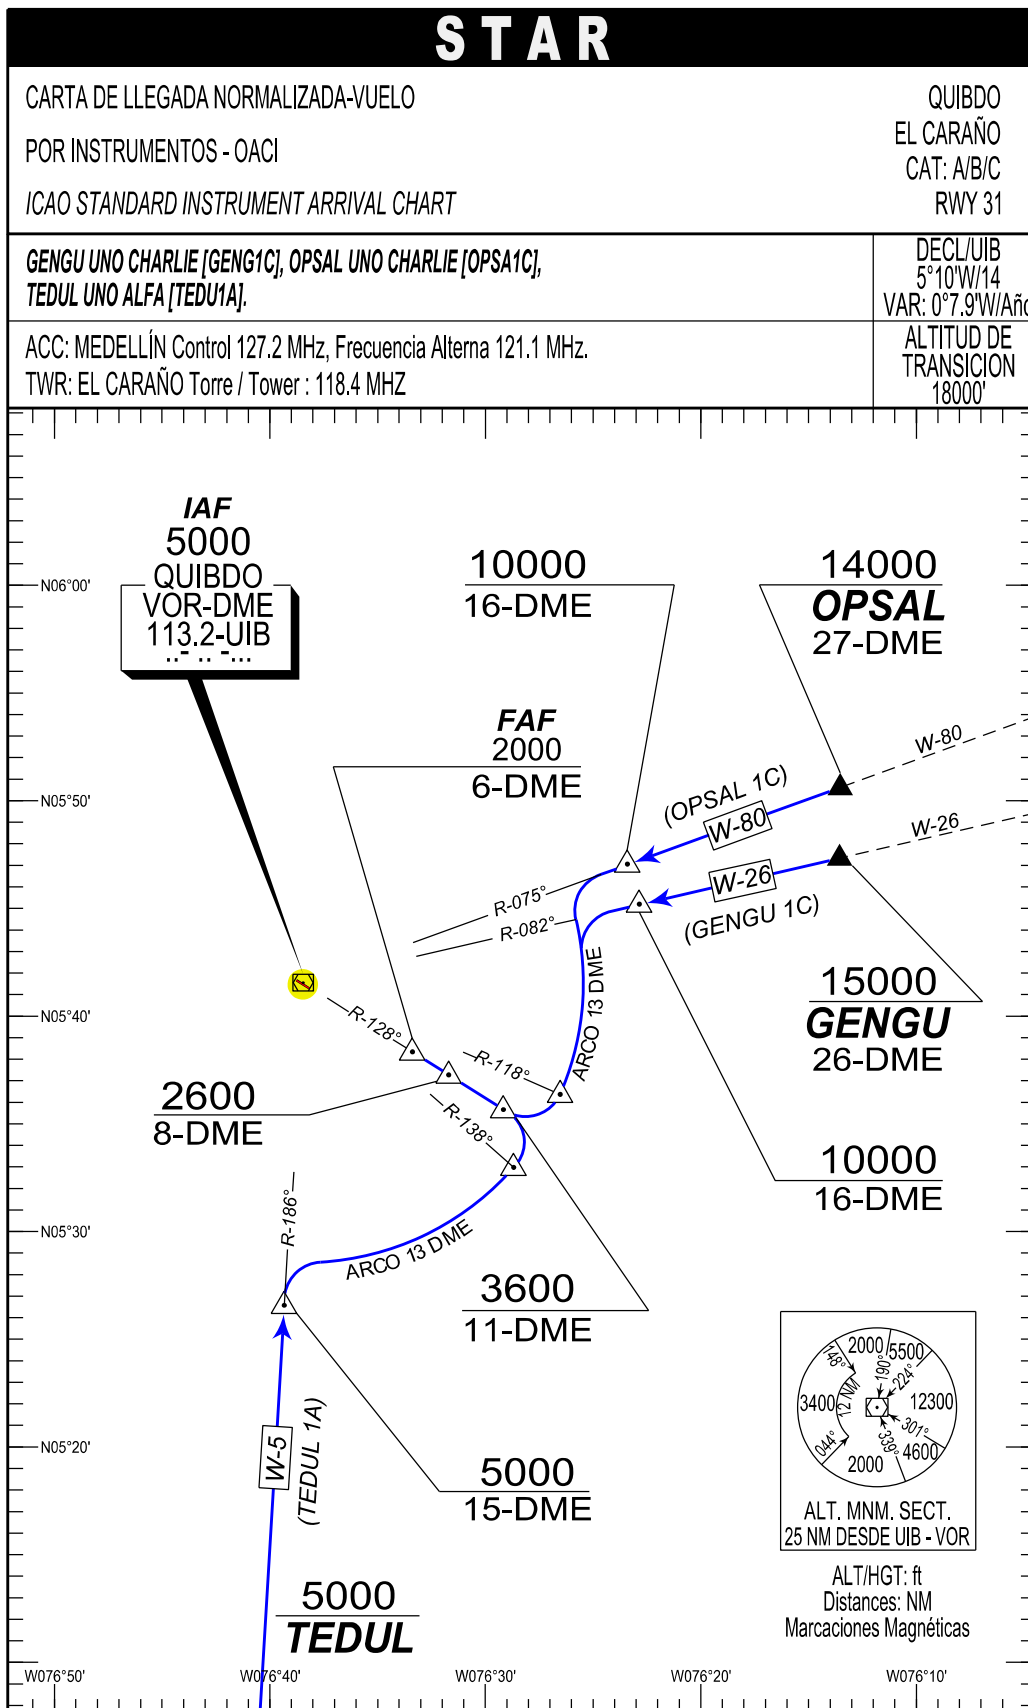 STAR
CARTA DE LLEGADA NORMALIZADA-VUELO
POR INSTRUMENTOS - OACI
ICAO STANDARD INSTRUMENT ARRIVAL CHART
QUIBDO
EL CARAÑO
CAT: A/B/C
RWY 31
GENGU UNO CHARLIE [GENG1C], OPSAL UNO CHARLIE [OPSA1C],
TEDUL UNO ALFA [TEDU1A].
DECL/UIB
5°10'W/14
VAR: 0°7.9'W/Año
ACC: MEDELLÍN Control 127.2 MHz, Frecuencia Alterna 121.1 MHz.
TWR: EL CARAÑO Torre / Tower : 118.4 MHZ
ALTITUD DE
TRANSICION
18000'
IAF
5000
QUIBDO
VOR-DME
113.2-UIB
10000
16-DME
14000
OPSAL
27-DME
N06°00'
FAF
2000
6-DME
W-80
(OPSAL 1C)
W-80
N05°50'
W-26
W-26
(GENGU 1C)
R-075°
R-082°
ARCO 13 DME
15000
GENGU
26-DME
N05°40'
R-128°
R-118°
2600
8-DME
R-138°
10000
16-DME
N05°30'
R-186°
ARCO 13 DME
3600
11-DME
2000
5500
148°
190°
224°
3400
12 NM
12300
044°
339°
301°
4600
2000
ALT. MNM. SECT.
25 NM DESDE UIB - VOR
N05°20'
W-5
(TEDUL 1A)
5000
15-DME
ALT/HGT: ft
Distances: NM
Marcaciones Magnéticas
5000
TEDUL
W076°50'
W076°40'
W076°30'
W076°20'
W076°10'